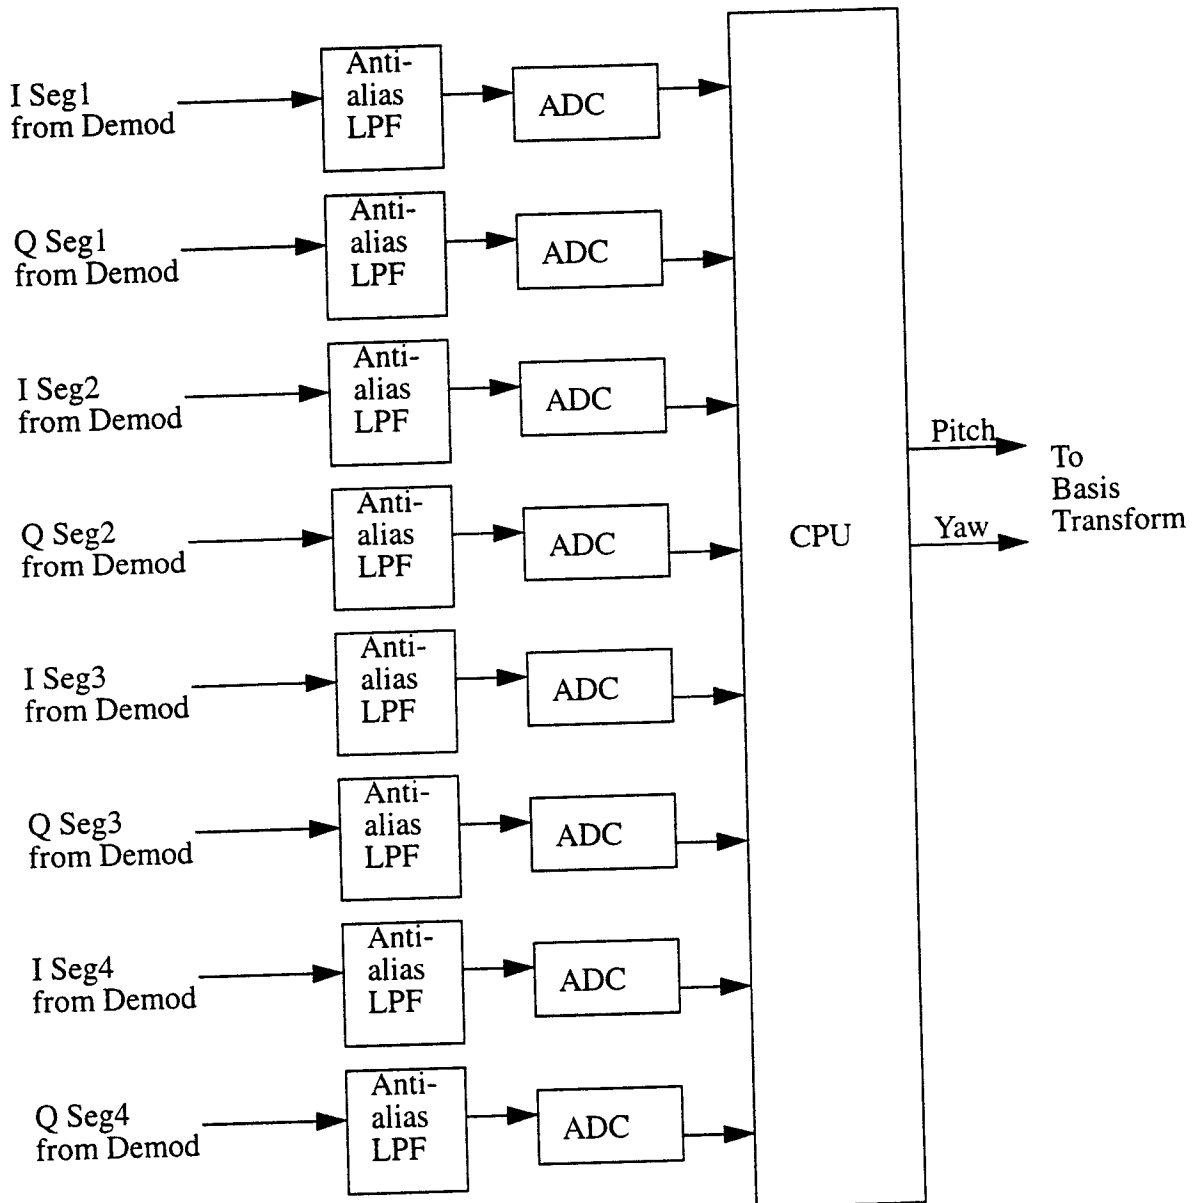 I Seg1
from Demod
Anti-
alias
LPF
ADC
Q Seg1
from Demod
Anti-
alias
LPF
ADC
I Seg2
from Demod
Anti-
alias
LPF
ADC
Q Seg2
from Demod
Anti-
alias
LPF
ADC
I Seg3
from Demod
Anti-
alias
LPF
ADC
Q Seg3
from Demod
Anti-
alias
LPF
ADC
I Seg4
from Demod
Anti-
alias
LPF
ADC
Q Seg4
from Demod
Anti-
alias
LPF
ADC
CPU
Pitch
Yaw
To
Basis
Transform